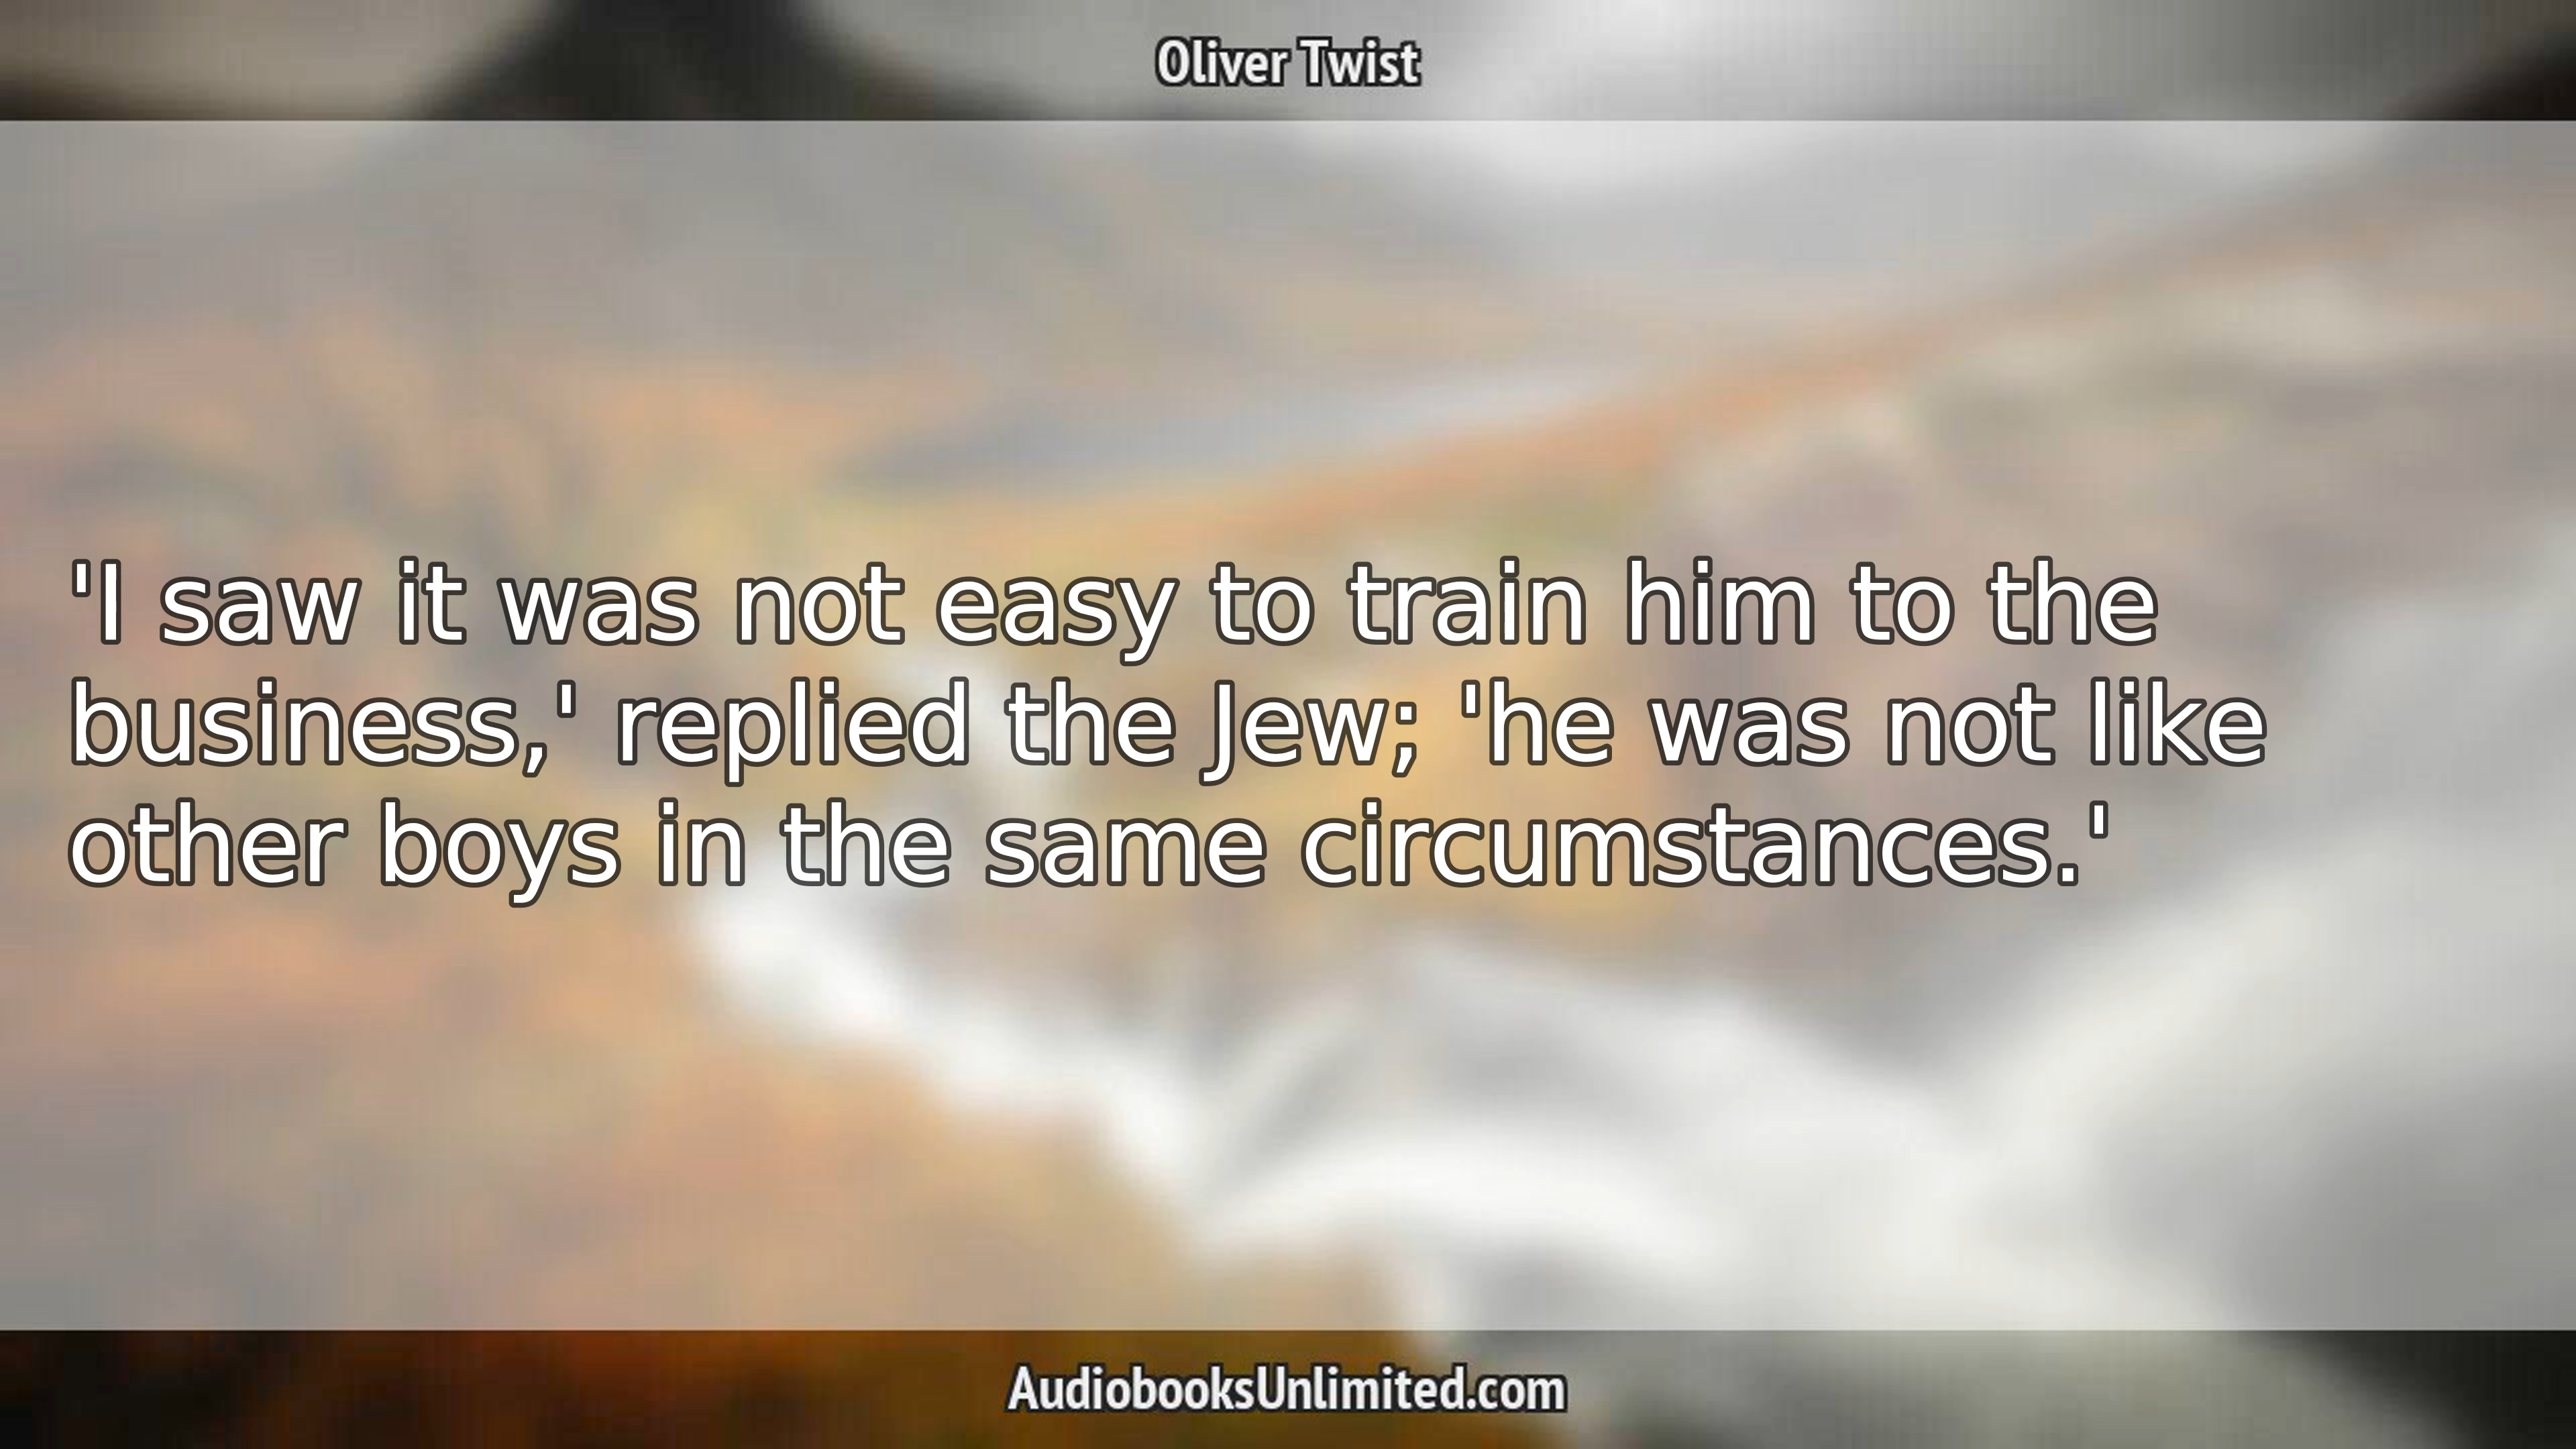 Oliver Twist
'I saw it was not easy to train him to the
business,' replied the Jew; 'he was not like
other boys in the same circumstances.'
AudiobooksUnlimited.com